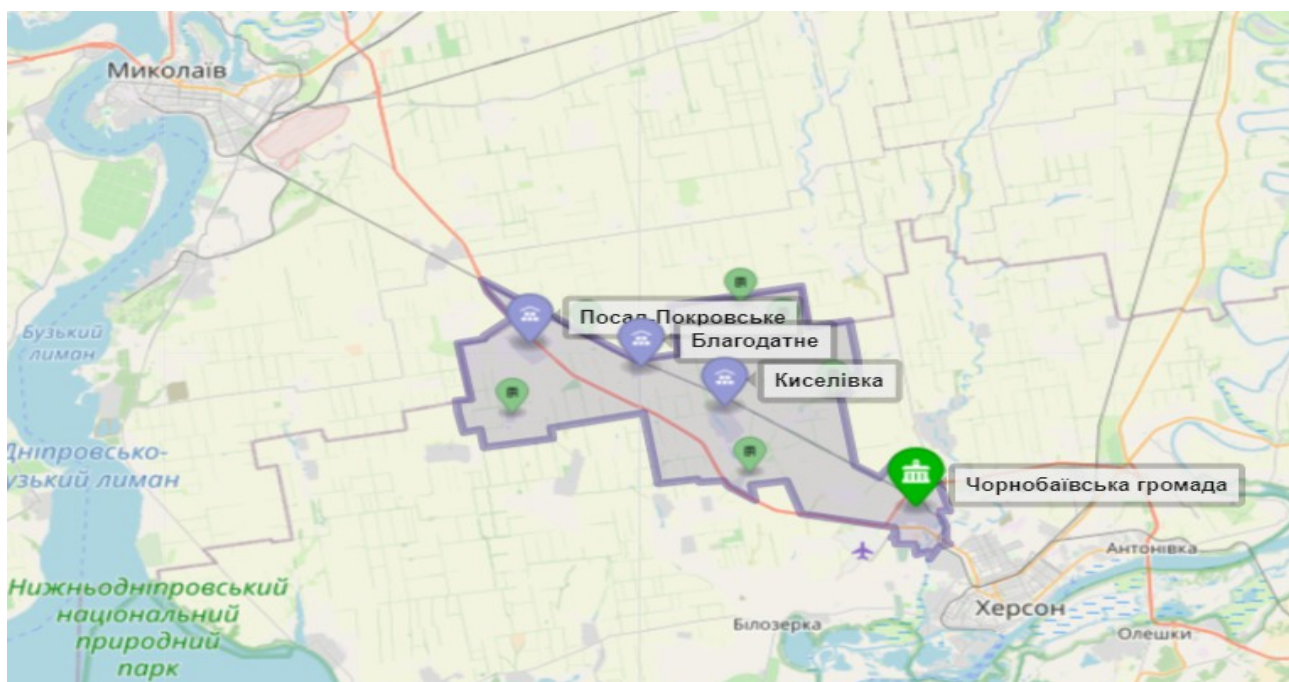 Миколаїв
Посад-Покровське
Благодатне
Киселівка
Бузький
лиман
Дніпровсько-
узький лиман
Чорнобаївська громада
Антонівка
Нижньодніпровський
національний
природний
парк
Херсон
Білозерка
Олешки